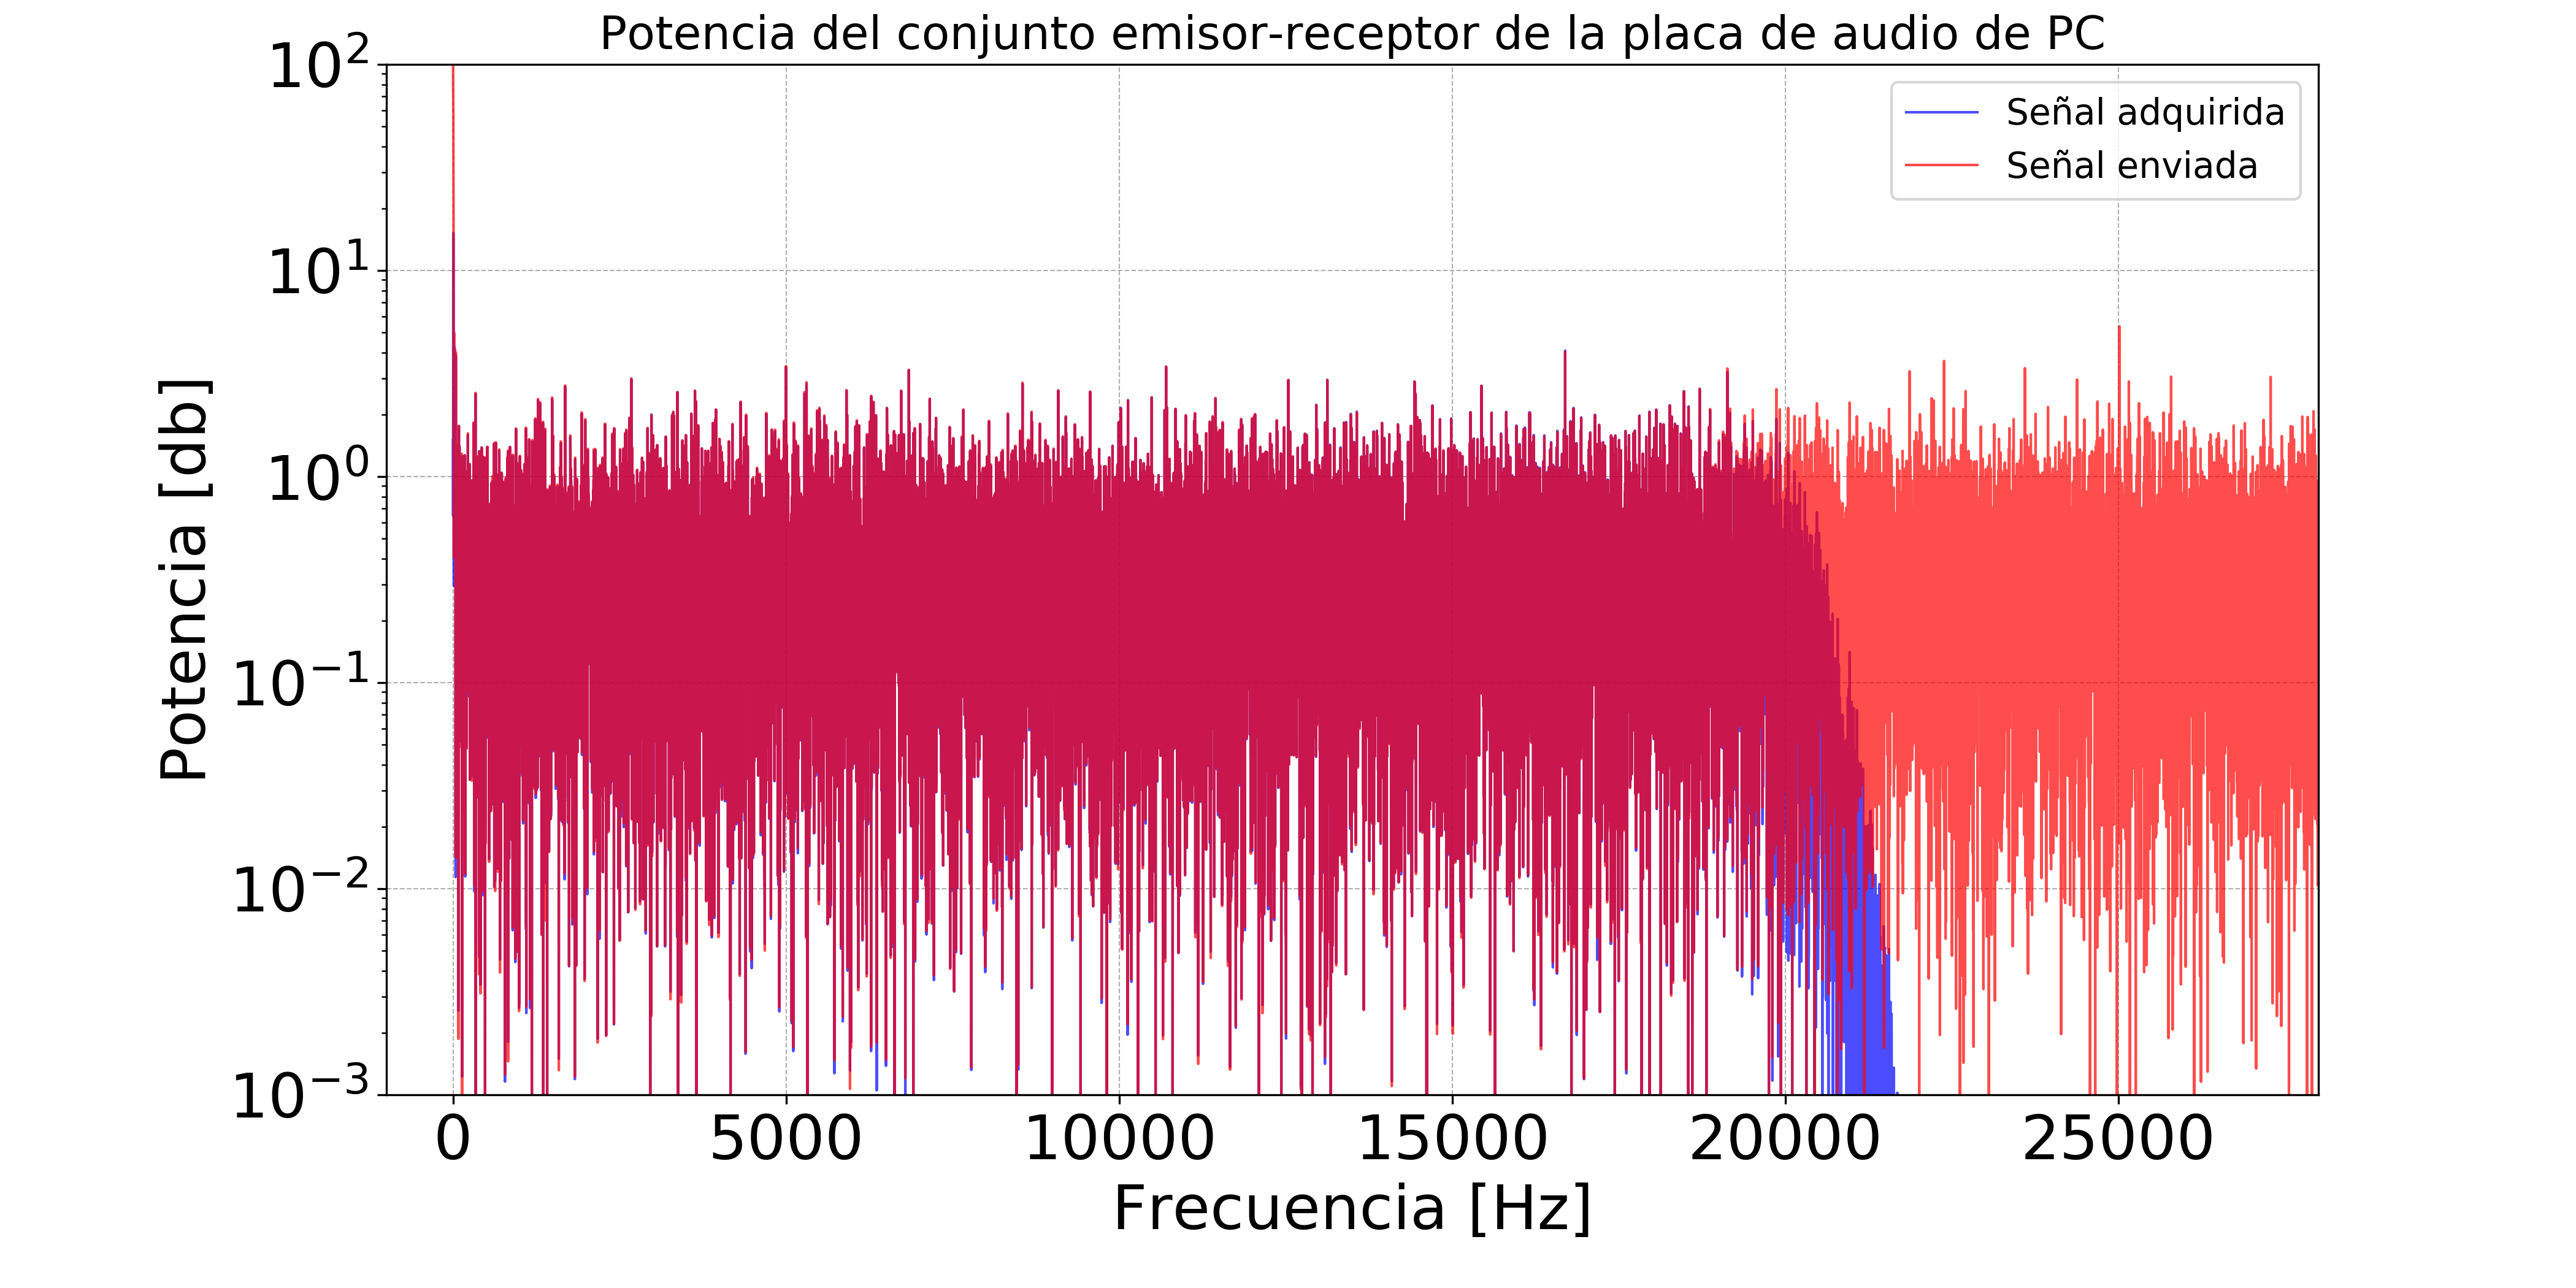 Potencia del conjunto emisor-receptor de la placa de audio de PC
10²
10¹
10⁰
10⁻¹
10⁻²
10⁻³
Potencia [db]
Señal adquirida
Señal enviada
0 5000 10000 15000 20000 25000
Frecuencia [Hz]